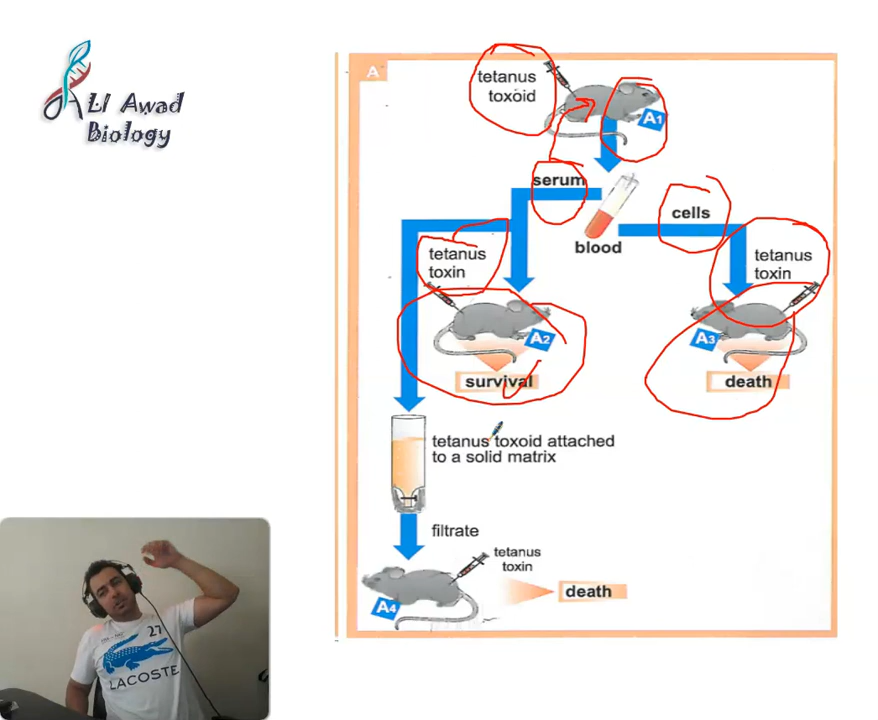 ALI Awad
Biology
A
tetanus
toxoid
A1
serum
cells
blood
tetanus
toxin
tetanus
toxin
A2
A3
survival
death
tetanus toxoid attached
to a solid matrix
filtrate
tetanus
toxin
A4
death
27
LACOSTE